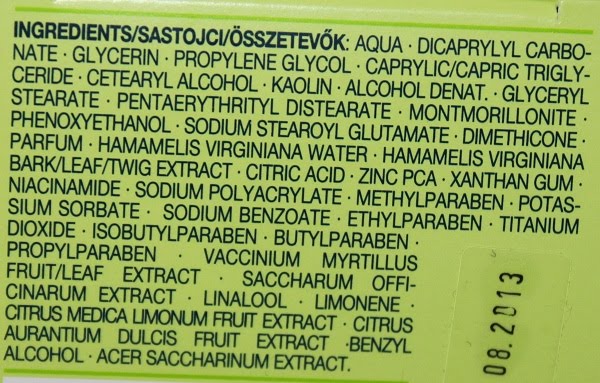 INGREDIENTS/SASTOJCI/ÖSSZETEVŐK: AQUA · DICAPRYLYL CARBO-
NATE · GLYCERIN · PROPYLENE GLYCOL · CAPRYLIC/CAPRIC TRIGLY-
CERIDE · CETEARYL ALCOHOL · KAOLIN · ALCOHOL DENAT. · GLYCERYL
STEARATE · PENTAERYTHRITYL DISTEARATE · MONTMORILLONITE ·
PHENOXYETHANOL · SODIUM STEAROYL GLUTAMATE · DIMETHICONE ·
PARFUM · HAMAMELIS VIRGINIANA WATER · HAMAMELIS VIRGINIANA
BARK/LEAF/TWIG EXTRACT · CITRIC ACID · ZINC PCA · XANTHAN GUM ·
NIACINAMIDE · SODIUM POLYACRYLATE · METHYLPARABEN · POTAS-
SIUM SORBATE · SODIUM BENZOATE · ETHYLPARABEN · TITANIUM
DIOXIDE · ISOBUTYLPARABEN · BUTYLPARABEN ·
PROPYLPARABEN · VACCINIUM MYRTILLUS
FRUIT/LEAF EXTRACT · SACCHARUM OFFI-
CINARUM EXTRACT · LINALOOL · LIMONENE ·
CITRUS MEDICA LIMONUM FRUIT EXTRACT · CITRUS
AURANTIUM DULCIS FRUIT EXTRACT ·BENZYL
ALCOHOL · ACER SACCHARINUM EXTRACT.
08.2013